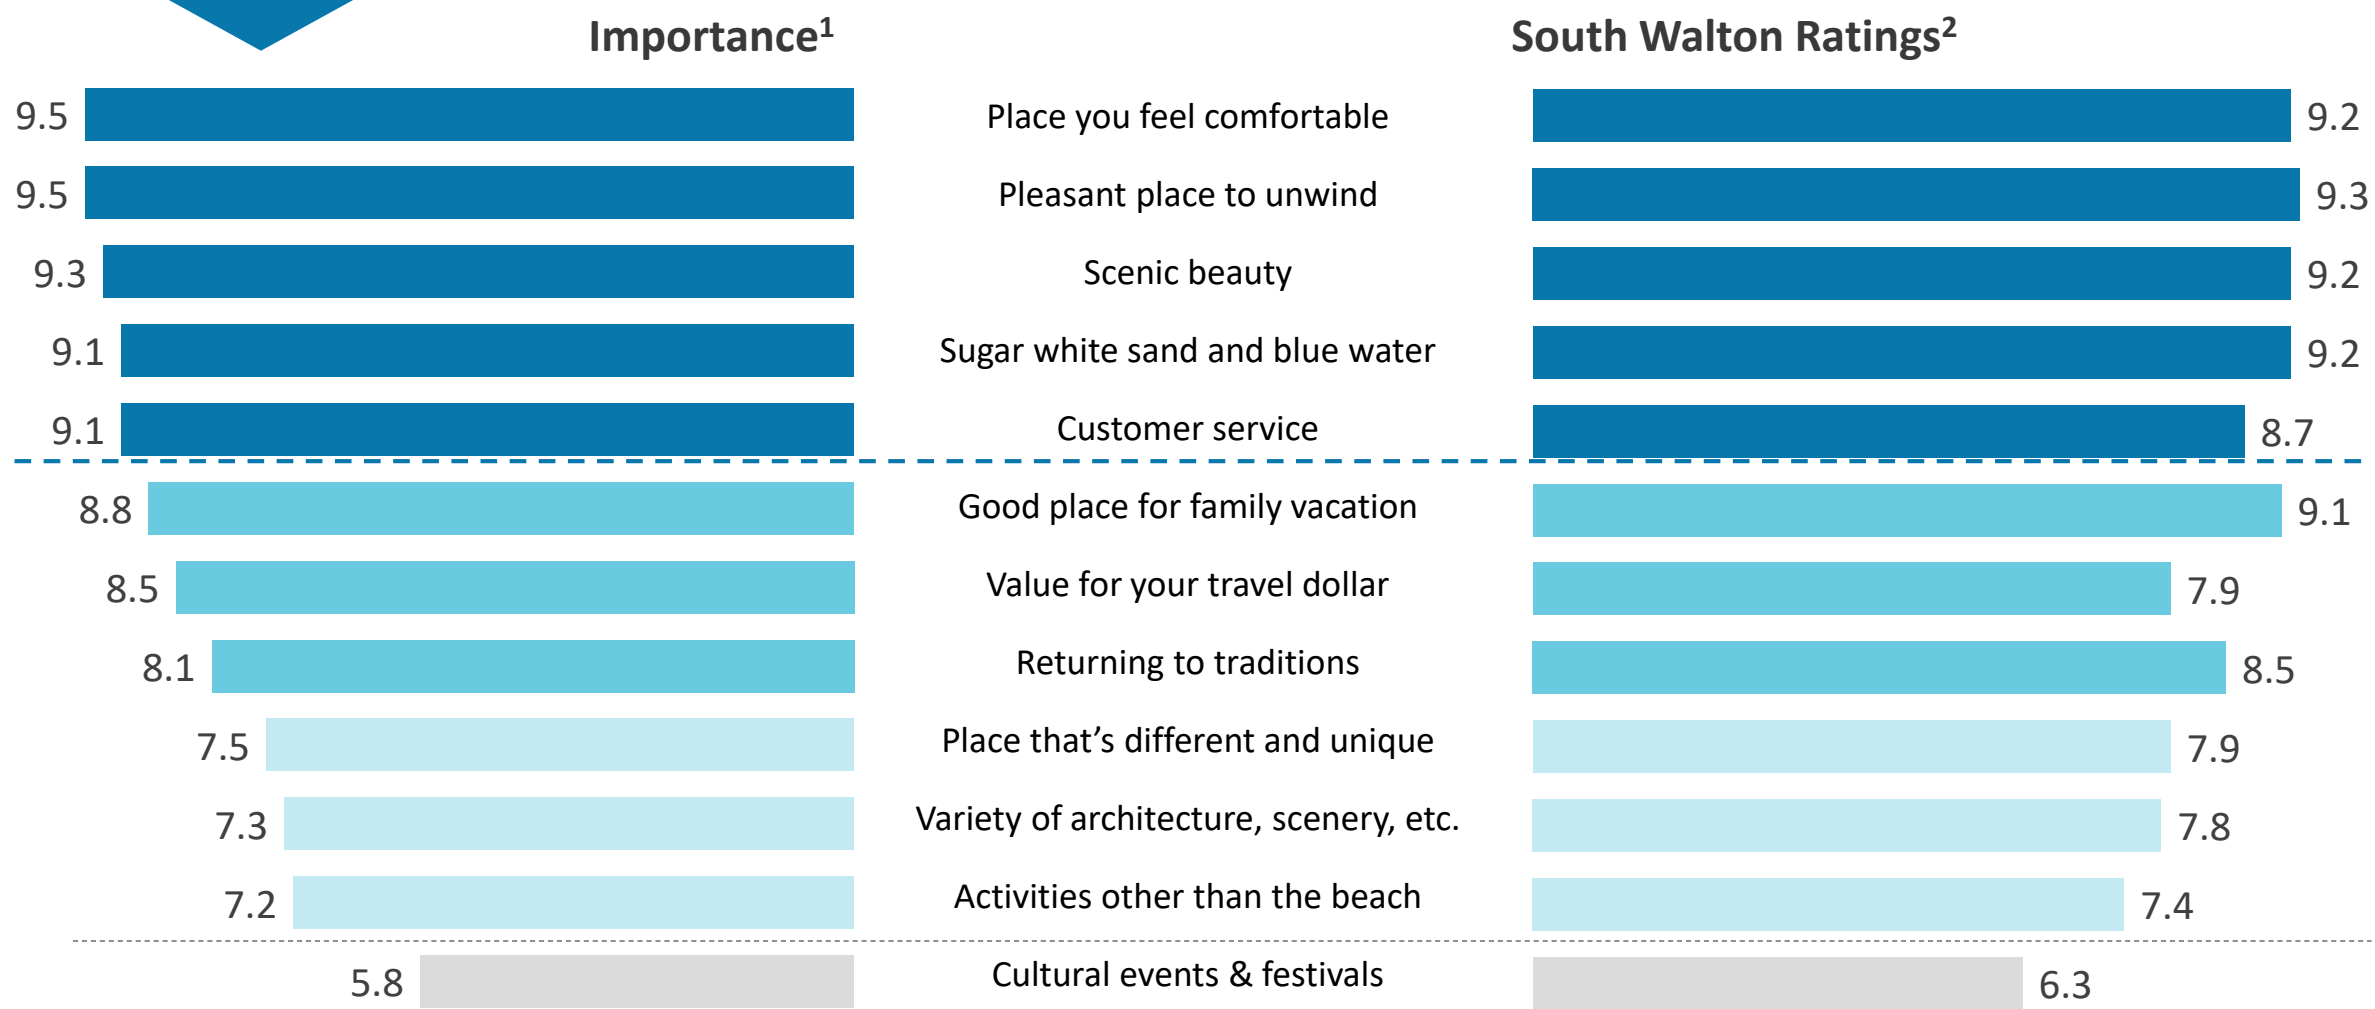 Importance¹ South Walton Ratings²
9.5 Place you feel comfortable 9.2
9.5 Pleasant place to unwind 9.3
9.3 Scenic beauty 9.2
9.1 Sugar white sand and blue water 9.2
9.1 Customer service 8.7
8.8 Good place for family vacation 9.1
8.5 Value for your travel dollar 7.9
8.1 Returning to traditions 8.5
7.5 Place that’s different and unique 7.9
7.3 Variety of architecture, scenery, etc. 7.8
7.2 Activities other than the beach 7.4
5.8 Cultural events & festivals 6.3